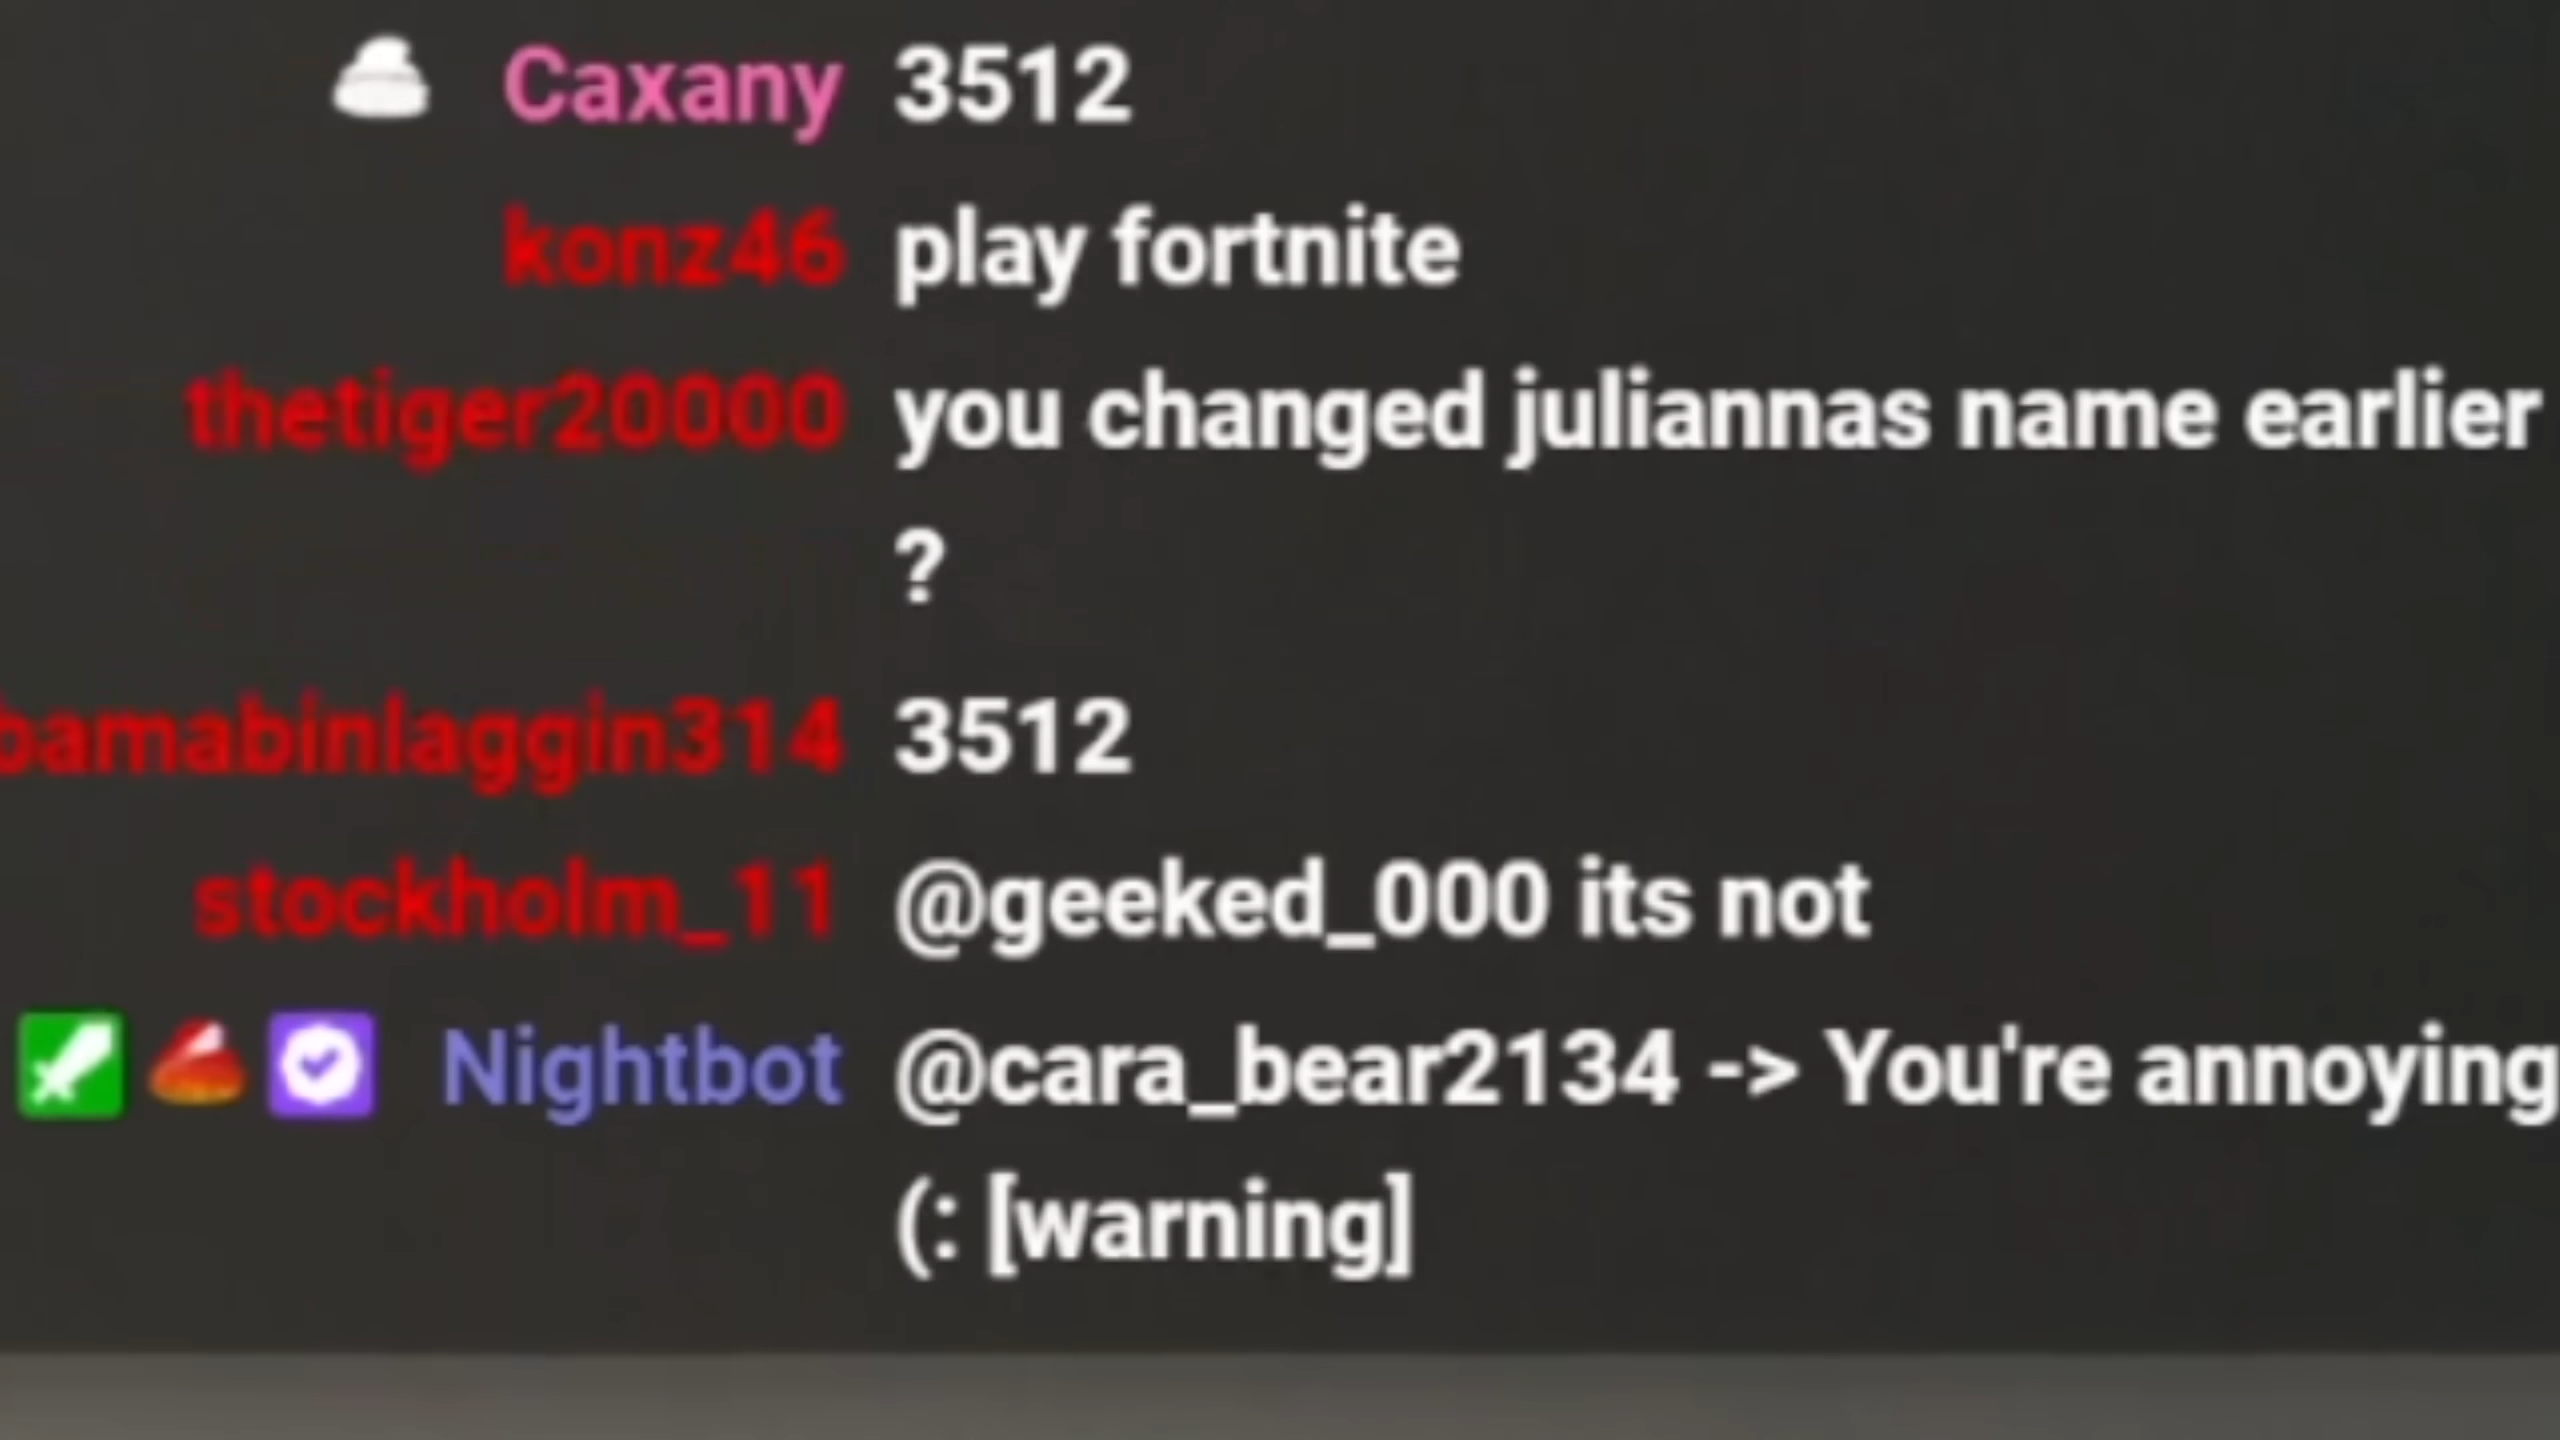 Caxany 3512
konz46 play fortnite
thetiger20000 you changed juliannas name earlier
?
bamabinlaggin314 3512
stockholm_11 @geeked_000 its not
Nightbot @cara_bear2134 -> You're annoying
(: [warning]